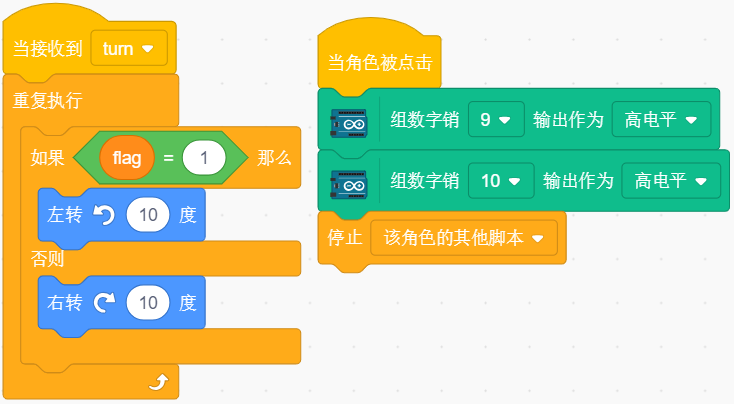 当接收到 turn
重复执行
如果 flag = 1 那么
左转 10 度
否则
右转 10 度
当角色被点击
组数字销 9 输出作为 高电平
组数字销 10 输出作为 高电平
停止 该角色的其他脚本